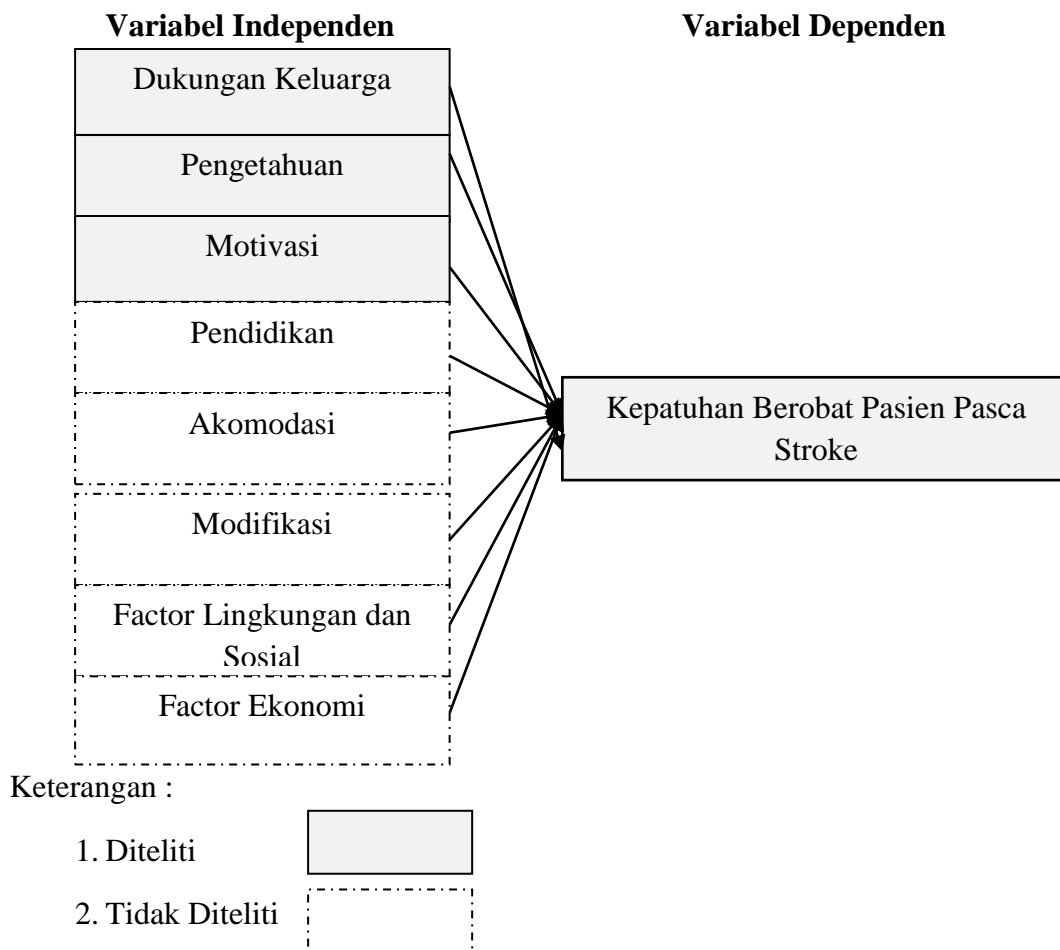 Variabel Independen
Variabel Dependen
Dukungan Keluarga
Pengetahuan
Motivasi
Pendidikan
Akomodasi
Modifikasi
Factor Lingkungan dan
Sosial
Factor Ekonomi
Kepatuhan Berobat Pasien Pasca
Stroke
Keterangan :
1. Diteliti
2. Tidak Diteliti